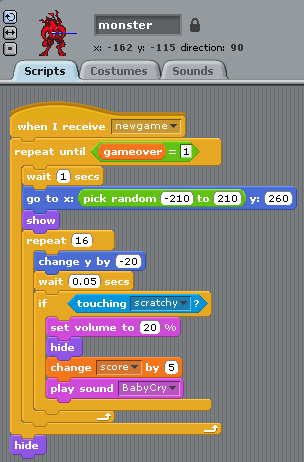 monster
x: -162 y: -115 direction: 90
Scripts Costumes Sounds
when I receive newgame
repeat until gameover = 1
wait 1 secs
go to x: pick random -210 to 210 y: 260
show
repeat 16
change y by -20
wait 0.05 secs
if touching scratchy ?
set volume to 20 %
hide
change score by 5
play sound BabyCry
hide